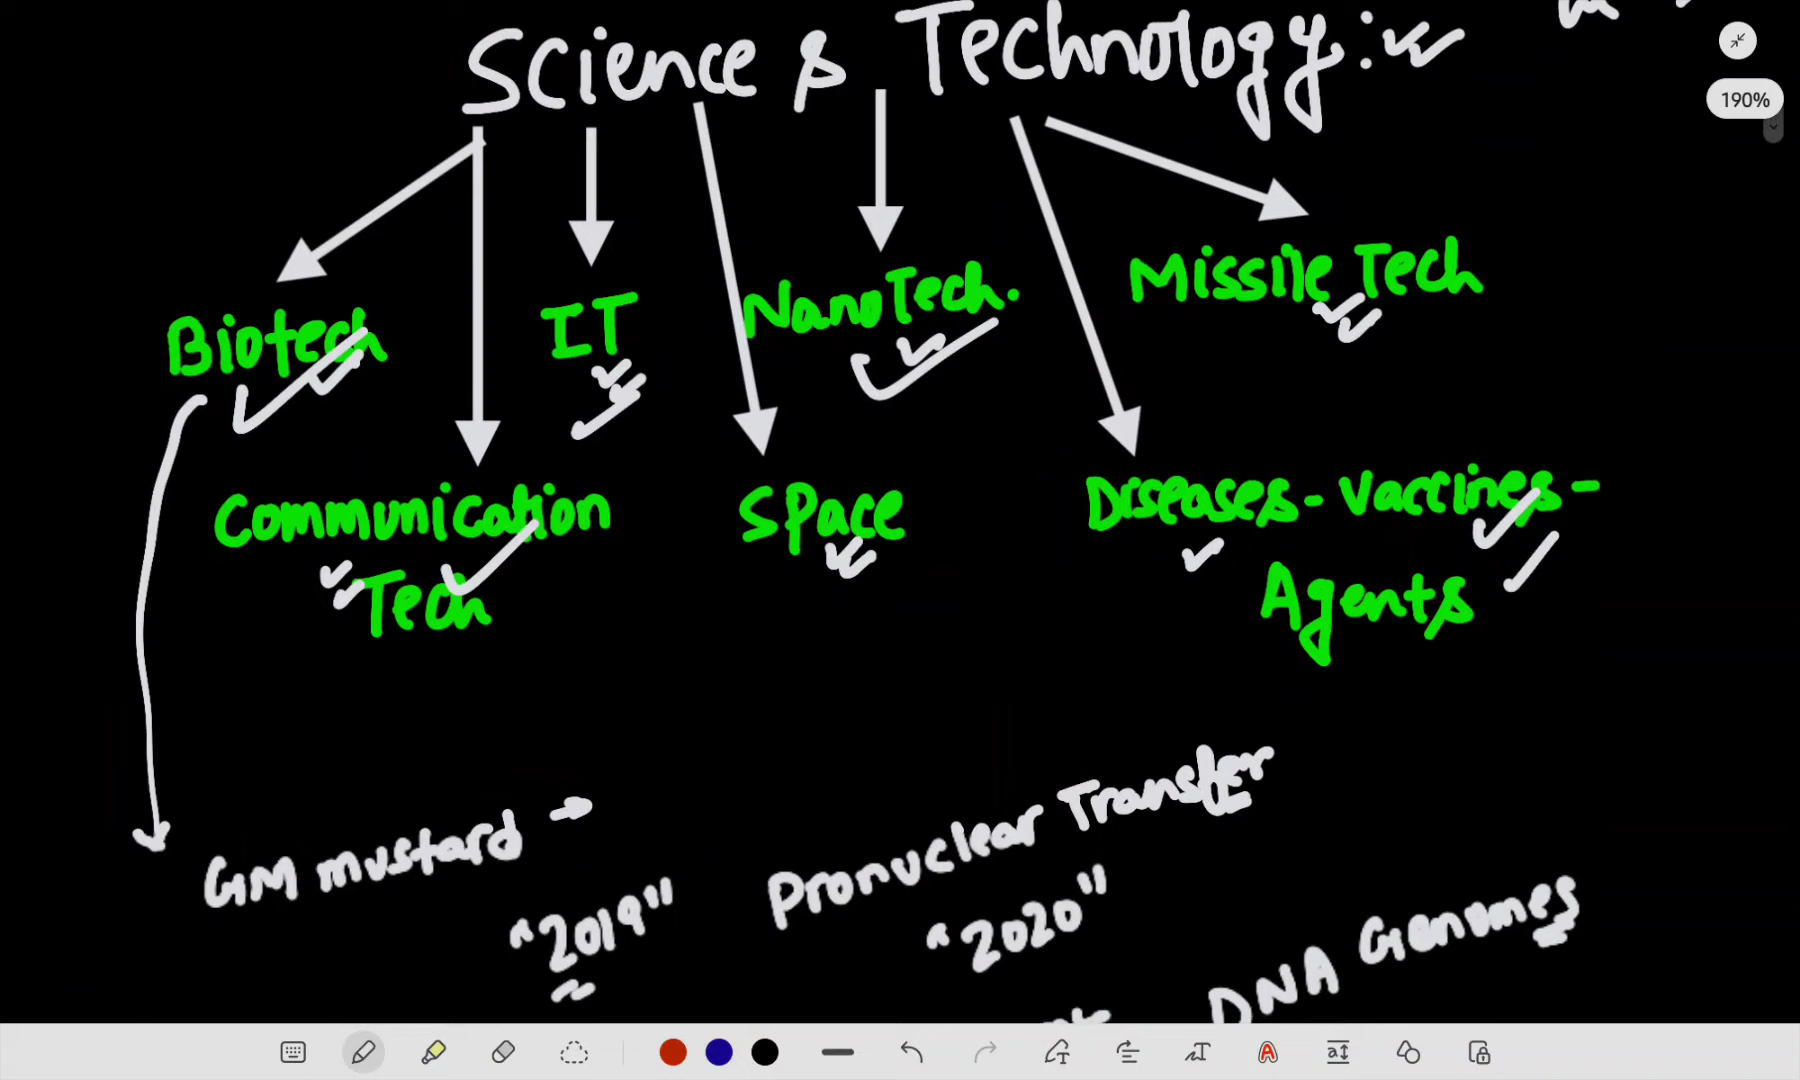 Science & Technology:
190%
Biotech
IT
NanoTech.
Missile Tech
Communication
Tech
Space
Diseases - Vaccines -
Agents
GM mustard →
"2019"
Pronuclear Transfer
"2020"
DNA Genomes